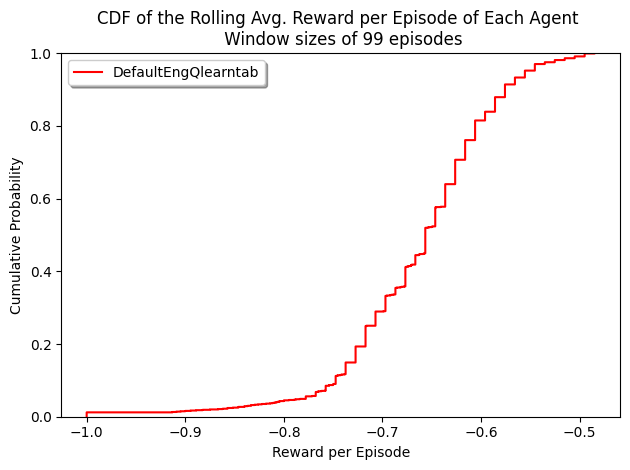 CDF of the Rolling Avg. Reward per Episode of Each Agent
Window sizes of 99 episodes
DefaultEngQlearntab
Cumulative Probability
1.0
0.8
0.6
0.4
0.2
0.0
−1.0
−0.9
−0.8
−0.7
−0.6
−0.5
Reward per Episode